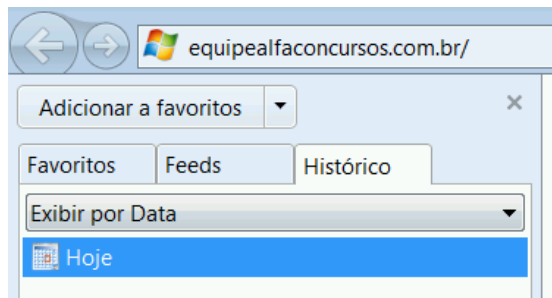 equipealfaconcursos.com.br/
Adicionar a favoritos
Favoritos Feeds Histórico
Exibir por Data
Hoje